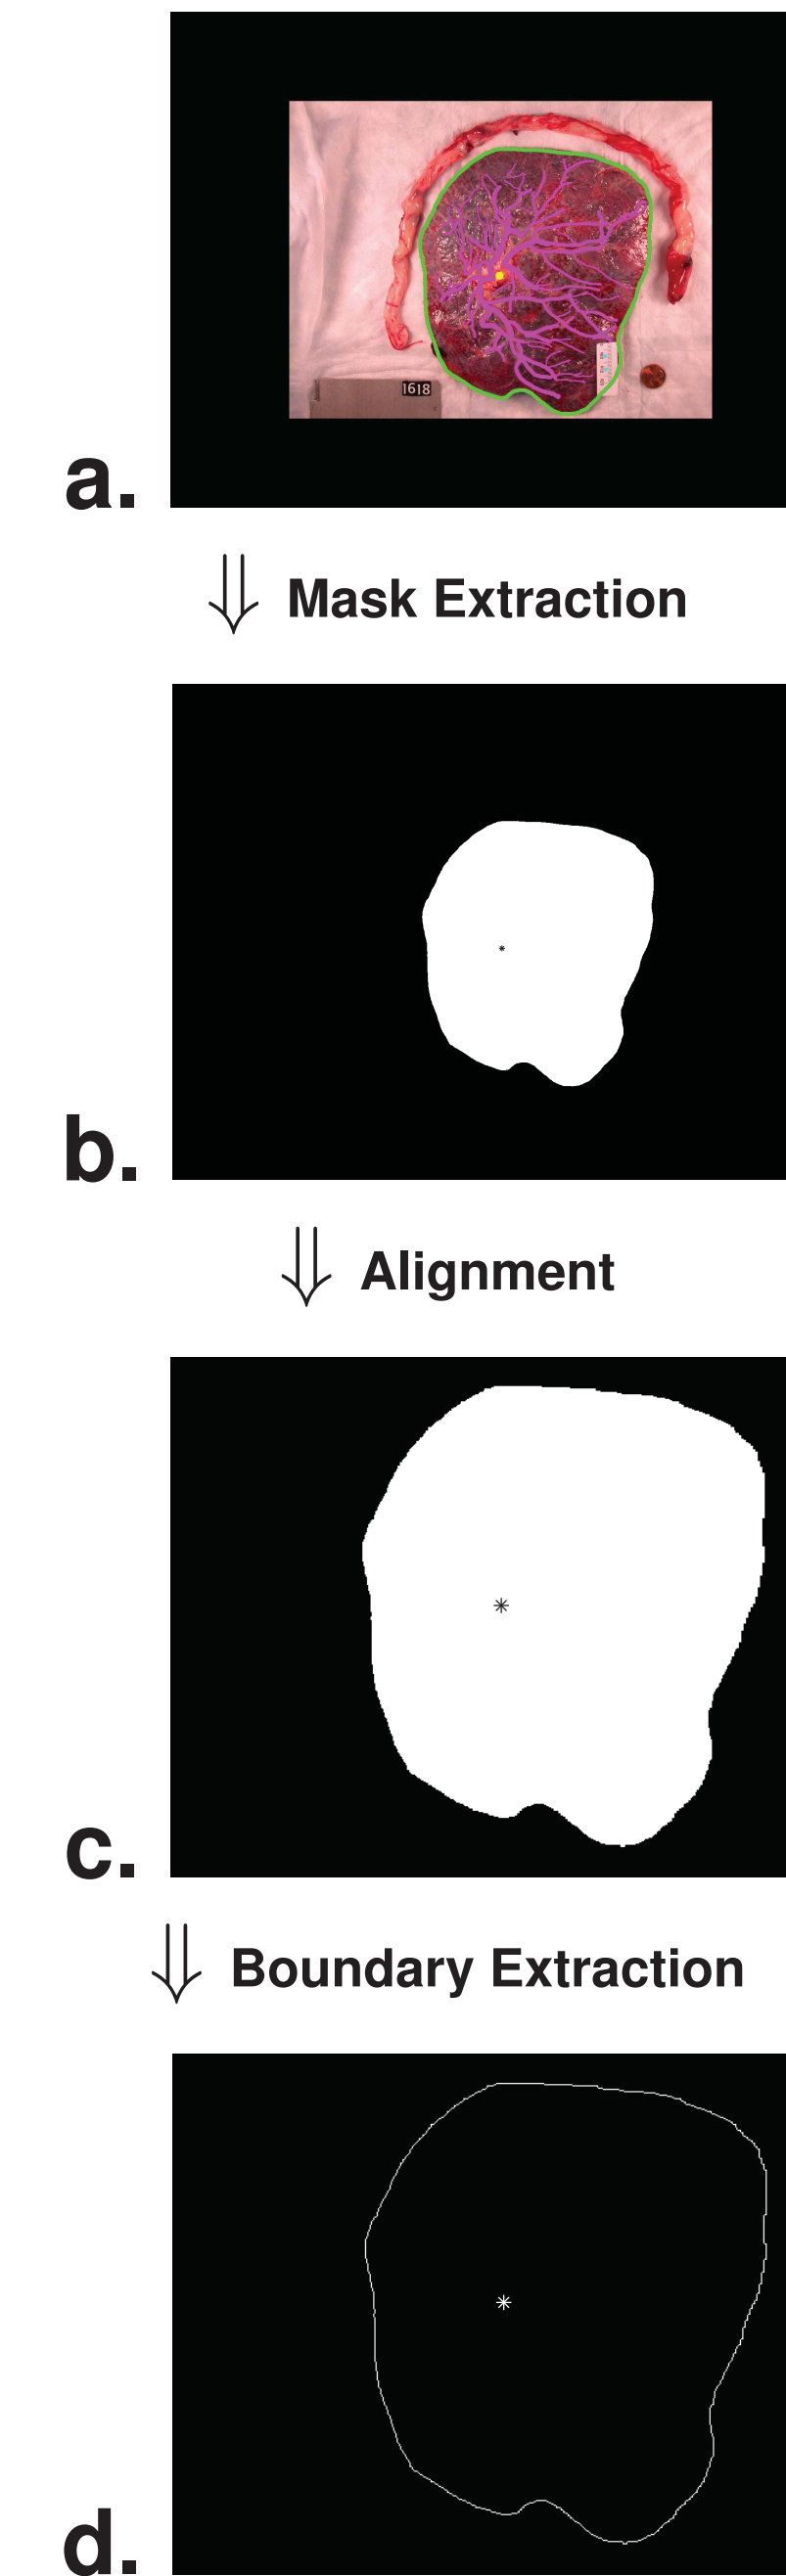 1618
a.
Mask Extraction
b.
Alignment
c.
Boundary Extraction
d.